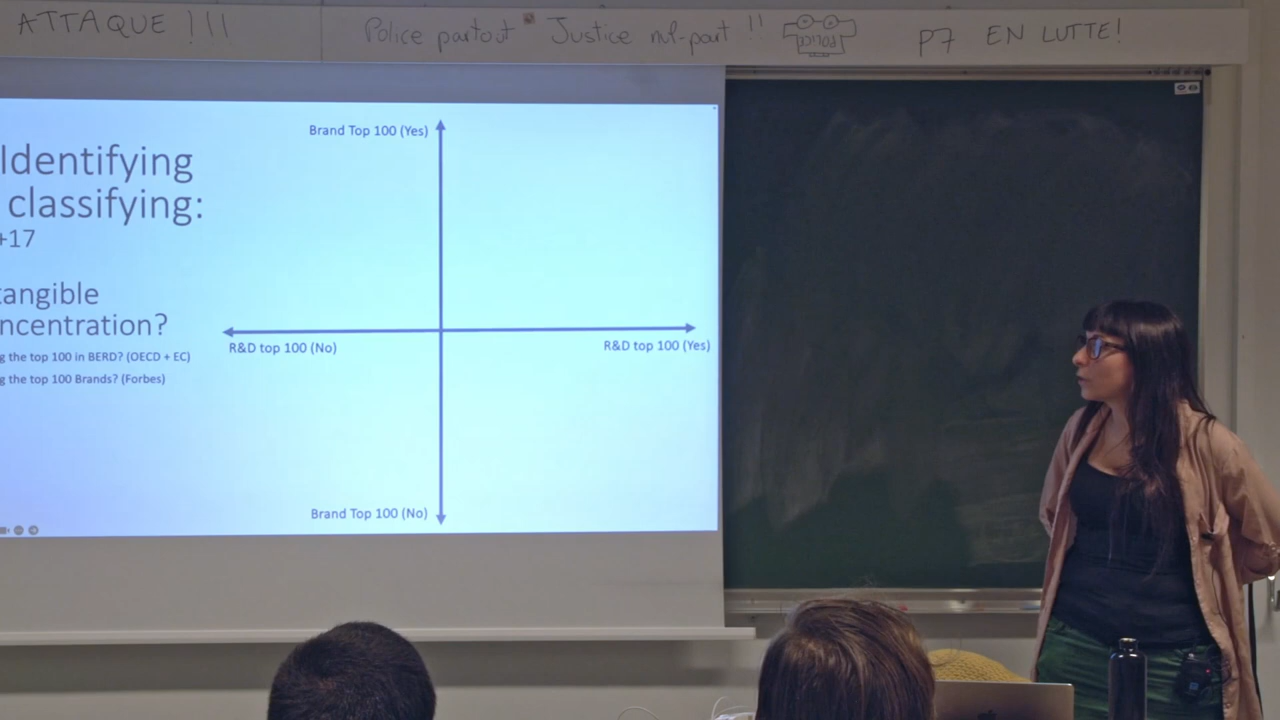 ATTAQUE !!!
Police partout Justice nul-part !!
POLICE
P7 EN LUTTE!
Identifying
classifying:
+17
tangible
ncentration?
g the top 100 in BERD? (OECD + EC)
g the top 100 Brands? (Forbes)
Brand Top 100 (Yes)
R&D top 100 (No)
R&D top 100 (Yes)
Brand Top 100 (No)